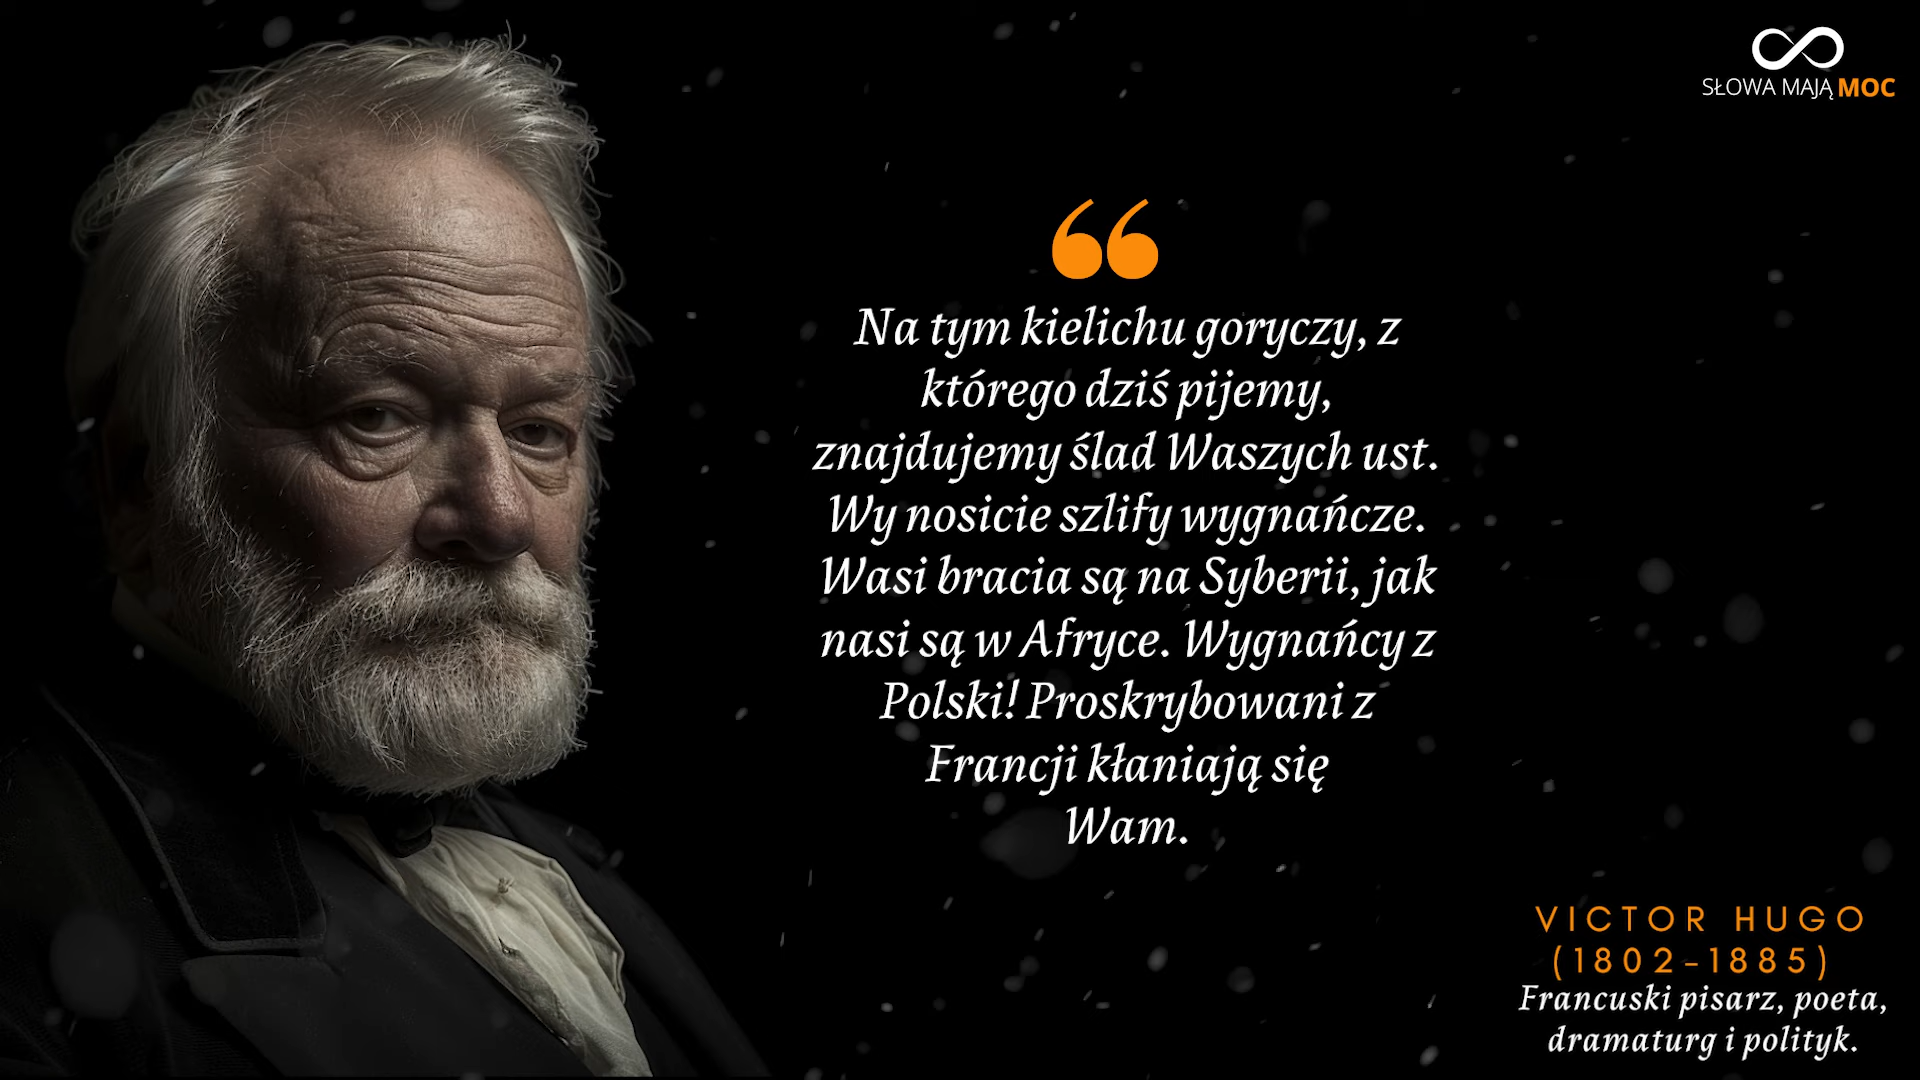 SŁOWA MAJĄ MOC
Na tym kielichu goryczy, z
którego dziś pijemy,
znajdujemy ślad Waszych ust.
Wy nosicie szlify wygnańcze.
Wasi bracia są na Syberii, jak
nasi są w Afryce. Wygnańcy z
Polski! Proskrybowani z
Francji kłaniają się
Wam.
VICTOR HUGO
(1802-1885)
Francuski pisarz, poeta,
dramaturg i polityk.